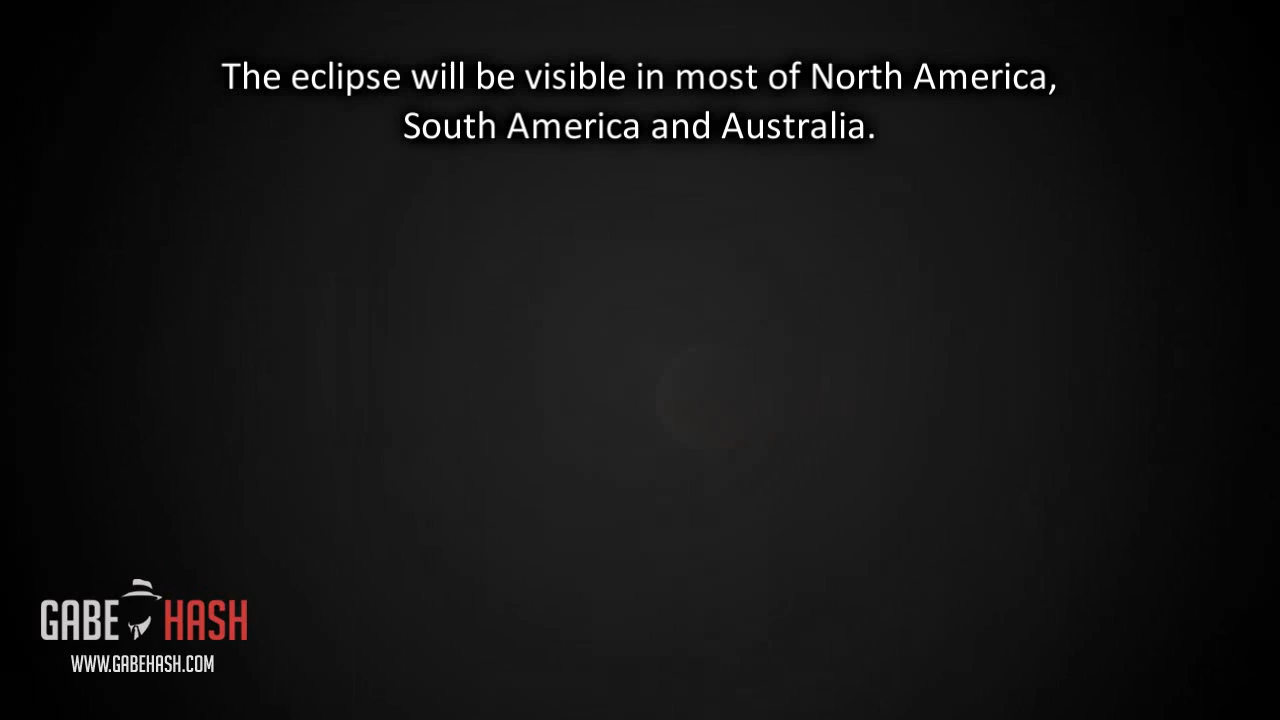 The eclipse will be visible in most of North America,
South America and Australia.
GABE HASH
WWW.GABEHASH.COM